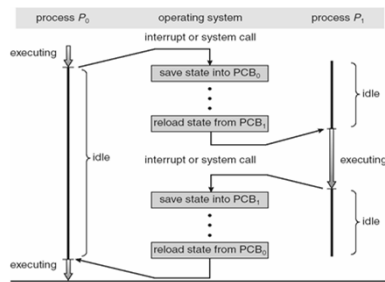 process P0 operating system process P1
interrupt or system call
executing
save state into PCB0
idle
reload state from PCB1
idle
interrupt or system call
executing
save state into PCB1
idle
reload state from PCB0
executing